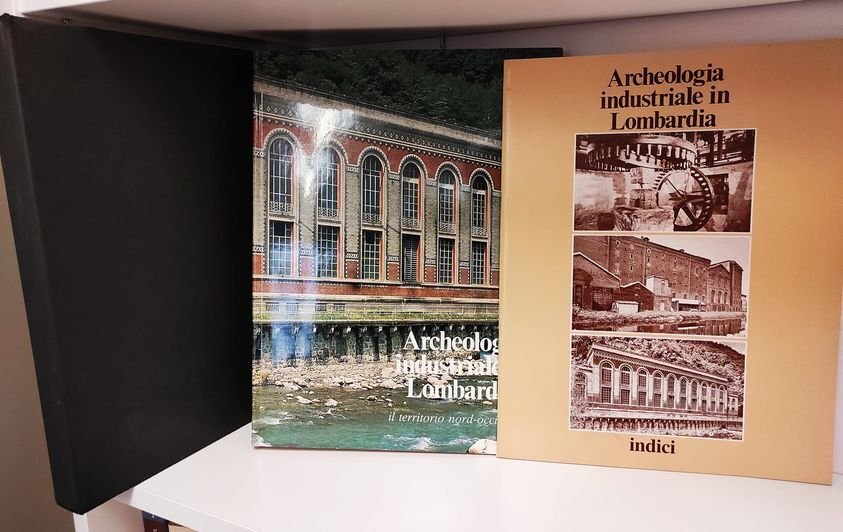 Archeolog
industriale
Lombard
il territorio nord-occi
Archeologia
industriale in
Lombardia
indici